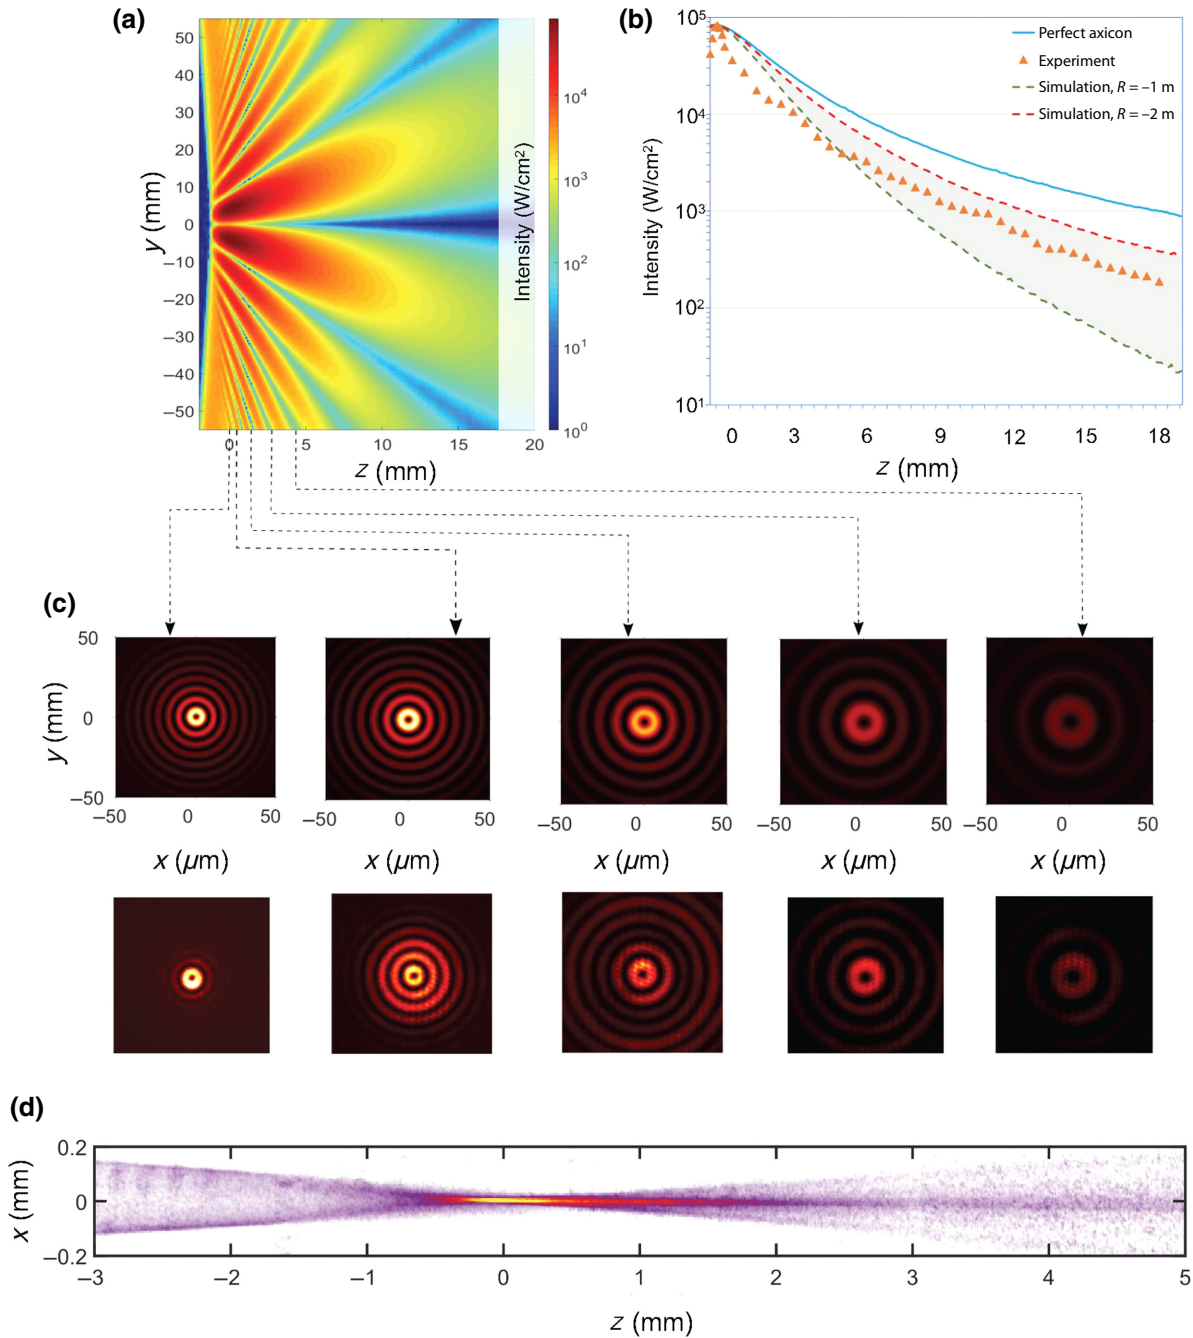 (a)
50
40
30
20
10
0
–10
–20
–30
–40
–50
y (mm)
0
5
10
15
20
z (mm)
Intensity (W/cm²)
10⁴
10³
10²
10¹
10⁰
(b)
10⁵
10⁴
10³
10²
10¹
Intensity (W/cm²)
Perfect axicon
Experiment
Simulation, R = –1 m
Simulation, R = –2 m
0 3 6 9 12 15 18
z (mm)
(c)
50
0
–50
y (mm)
–50 0 50
–50 0 50
–50 0 50
–50 0 50
–50 0 50
x (μm)
x (μm)
x (μm)
x (μm)
x (μm)
(d)
0.2
0
–0.2
x (mm)
–3 –2 –1 0 1 2 3 4 5
z (mm)